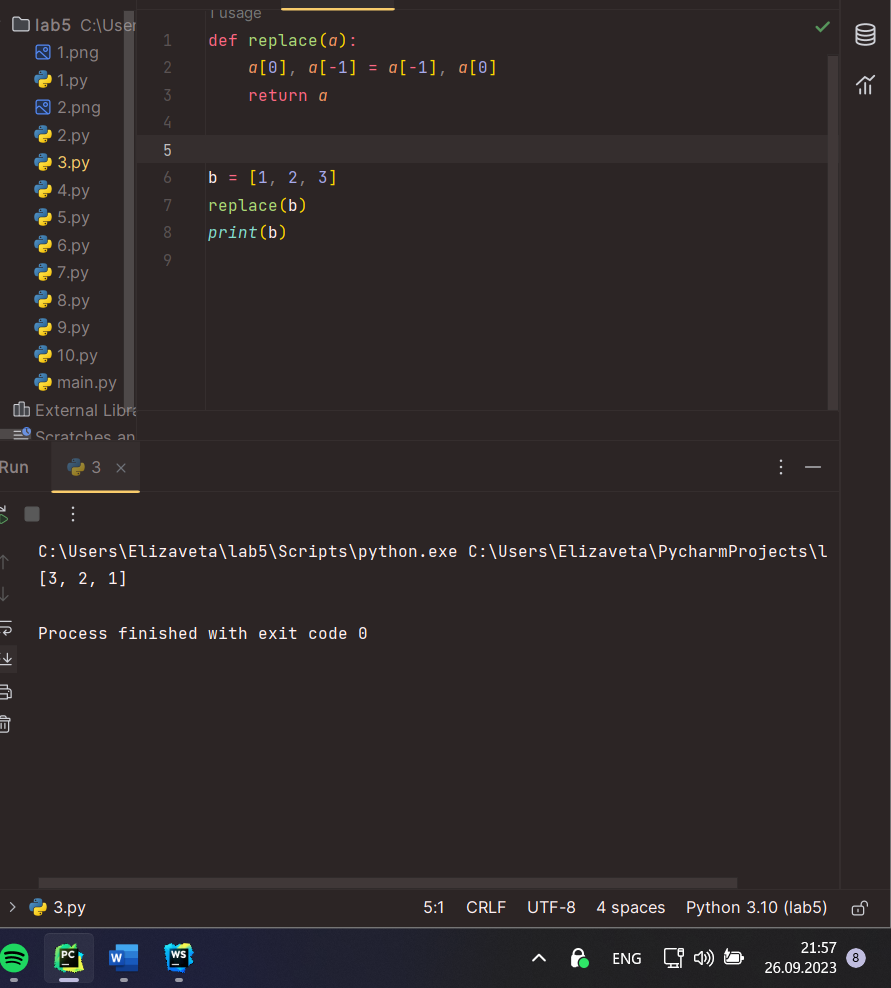 lab5 C:\User
1.png
1.py
2.png
2.py
3.py
4.py
5.py
6.py
7.py
8.py
9.py
10.py
main.py
External Libra
Scratches an
1 usage
1 def replace(a):
2 a[0], a[-1] = a[-1], a[0]
3 return a
4
5
6 b = [1, 2, 3]
7 replace(b)
8 print(b)
9
Run 3
C:\Users\Elizaveta\lab5\Scripts\python.exe C:\Users\Elizaveta\PycharmProjects\l
[3, 2, 1]
Process finished with exit code 0
3.py 5:1 CRLF UTF-8 4 spaces Python 3.10 (lab5)
PC W WS ENG 21:57
26.09.2023 8